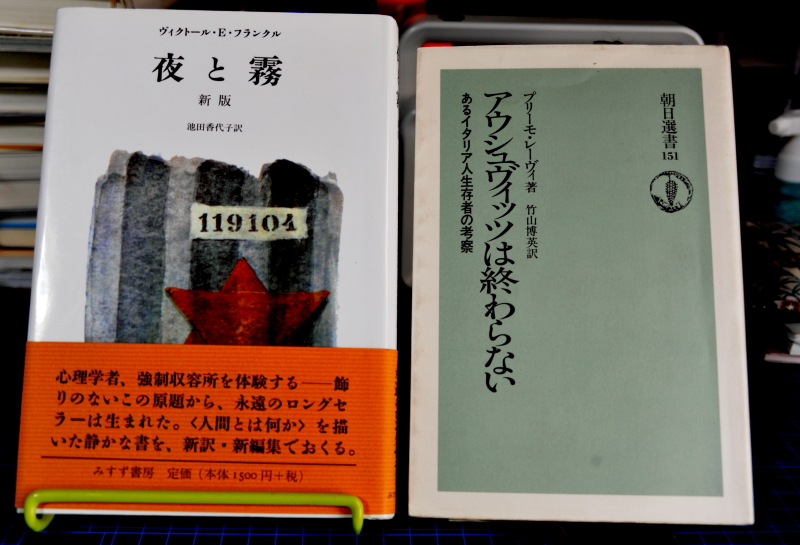 ヴィクトール・E・フランクル
夜と霧
新版
池田香代子訳
119104
心理学者、強制収容所を体験する——飾
りのないこの原題から、永遠のロングセ
ラーは生まれた。〈人間とは何か〉を描
いた静かな書を、新訳・新編集でおくる。
みすず書房 定価（本体1500円+税）
朝日選書
151
プリーモ・レーヴィ著 竹山博英訳
アウシュヴィッツは終わらない
あるイタリア人生存者の考察